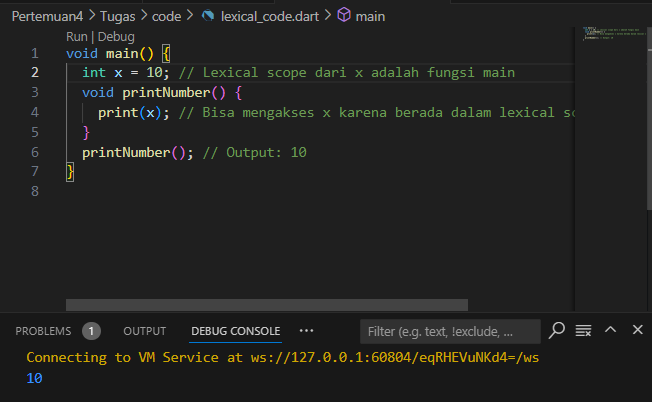 Pertemuan4 > Tugas > code > lexical_code.dart > main
Run | Debug
1 void main() {
2 int x = 10; // Lexical scope dari x adalah fungsi main
3 void printNumber() {
4 print(x); // Bisa mengakses x karena berada dalam lexical sc
5 }
6 printNumber(); // Output: 10
7 }
8
PROBLEMS 1 OUTPUT DEBUG CONSOLE ... Filter (e.g. text, !exclude, ...
Connecting to VM Service at ws://127.0.0.1:60804/eqRHEVuNKd4=/ws
10